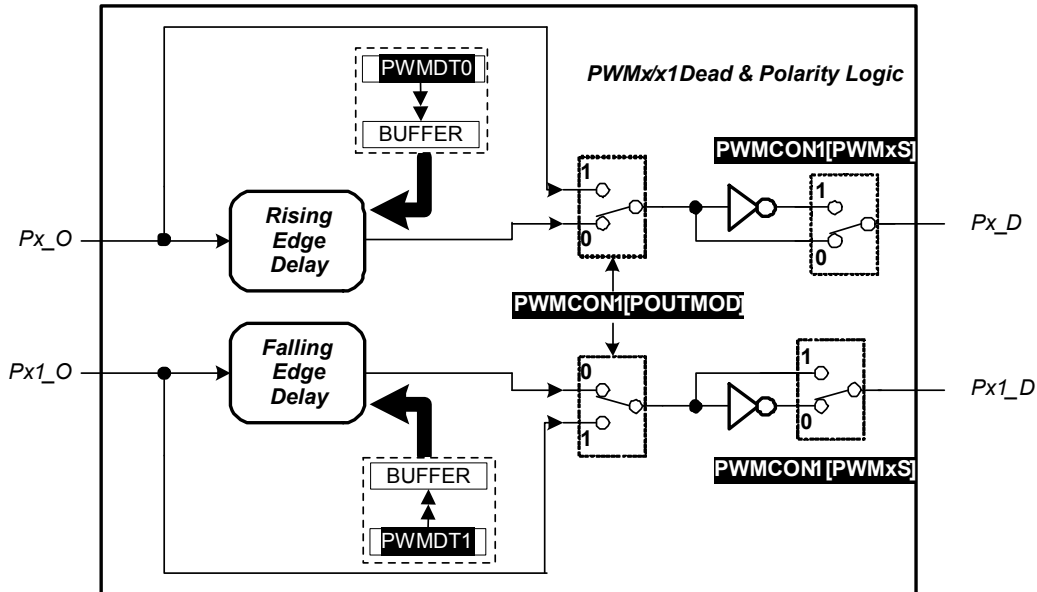 PWMDT0
BUFFER
PWMx/x1Dead & Polarity Logic
PWMCON1[PWMxS]
1
0
1
0
Px_O
Rising
Edge
Delay
Px_D
PWMCON1[POUTMOD]
Px1_O
Falling
Edge
Delay
0
1
1
0
Px1_D
BUFFER
PWMDT1
PWMCON1[PWMxS]